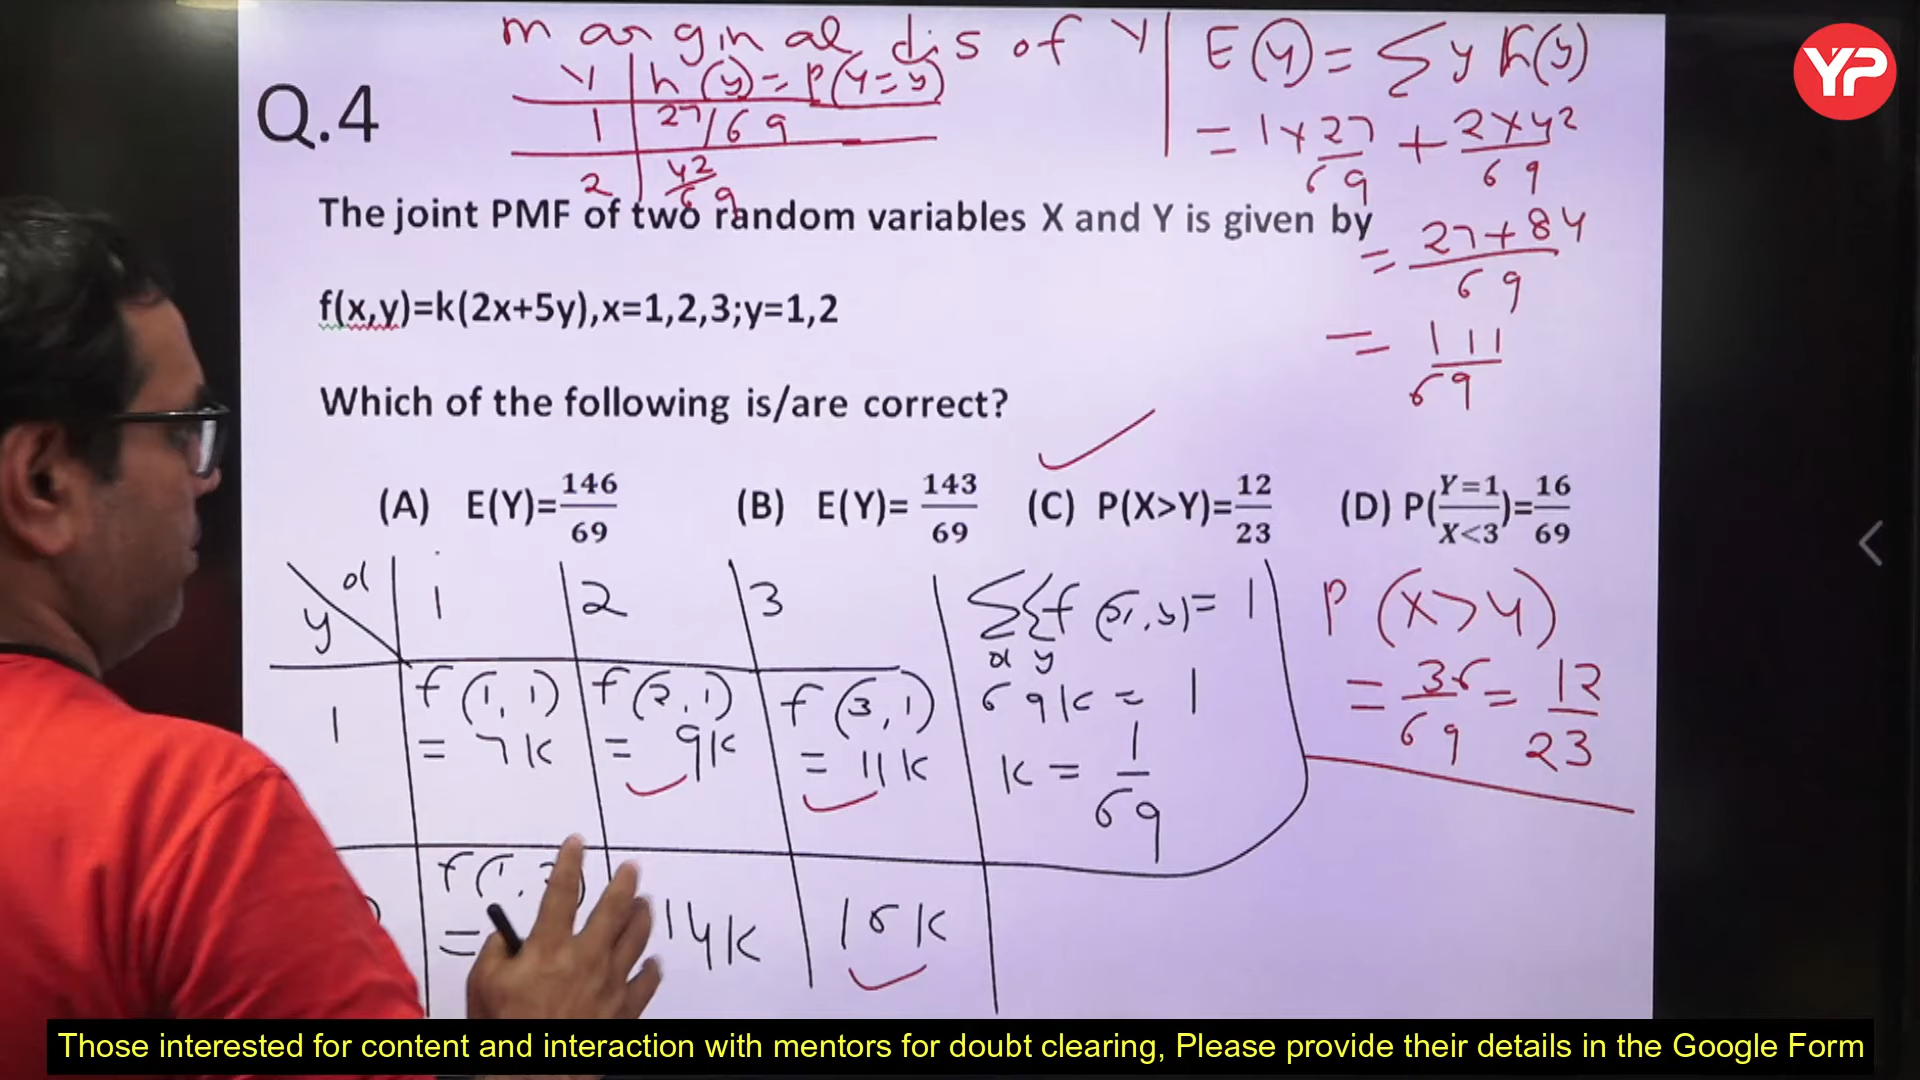 marginal dis of Y
Y h(y)=P(Y=y)
1 27/69
2 42/69
E(Y)= Σ y h(y)
= 1×27/69 + 2×42/69
= 27+84/69
= 111/69
YP
Q.4
The joint PMF of two random variables X and Y is given by
f(x,y)=k(2x+5y),x=1,2,3;y=1,2
Which of the following is/are correct?
(A) E(Y)=146/69 (B) E(Y)= 143/69 (C) P(X>Y)=12/23 (D) P(Y=1/X<3)=16/69
y x 1 2 3
1 f(1,1) = 7k f(2,1) = 9k f(3,1) = 11k
f(1, = 14k 16k
ΣΣf(x,y)= 1
x y
69k = 1
k = 1/69
P(X>Y)
= 36/69 = 12/23
Those interested for content and interaction with mentors for doubt clearing, Please provide their details in the Google Form